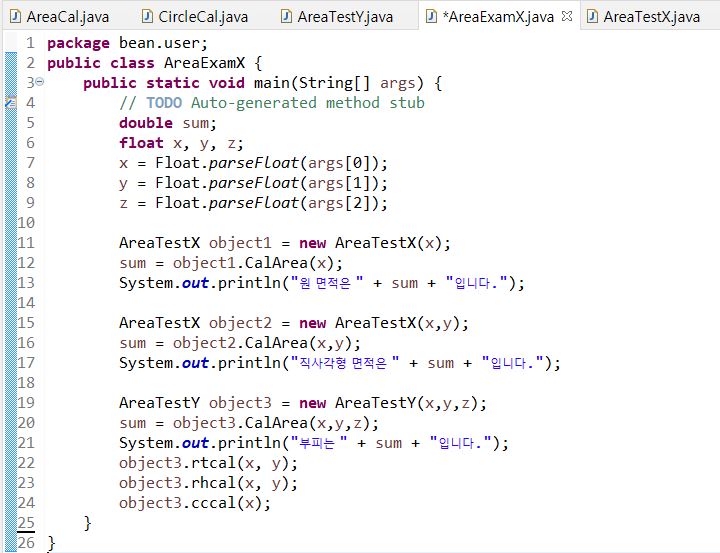 AreaCal.java CircleCal.java AreaTestY.java *AreaExamX.java AreaTestX.java
1 package bean.user;
2 public class AreaExamX {
3 public static void main(String[] args) {
4 // TODO Auto-generated method stub
5 double sum;
6 float x, y, z;
7 x = Float.parseFloat(args[0]);
8 y = Float.parseFloat(args[1]);
9 z = Float.parseFloat(args[2]);
10
11 AreaTestX object1 = new AreaTestX(x);
12 sum = object1.CalArea(x);
13 System.out.println("원 면적은 " + sum + "입니다.");
14
15 AreaTestX object2 = new AreaTestX(x,y);
16 sum = object2.CalArea(x,y);
17 System.out.println("직사각형 면적은 " + sum + "입니다.");
18
19 AreaTestY object3 = new AreaTestY(x,y,z);
20 sum = object3.CalArea(x,y,z);
21 System.out.println("부피는 " + sum + "입니다.");
22 object3.rtcal(x, y);
23 object3.rhcal(x, y);
24 object3.cccal(x);
25 }
26 }